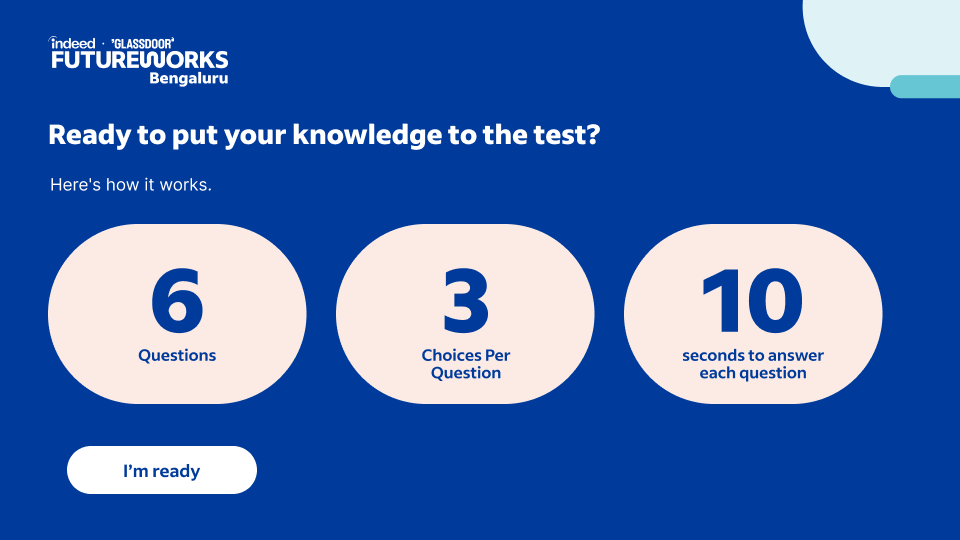 indeed · 'GLASSDOOR'
FUTUREWORKS
Bengaluru
Ready to put your knowledge to the test?
Here's how it works.
6
Questions
3
Choices Per
Question
10
seconds to answer
each question
I'm ready